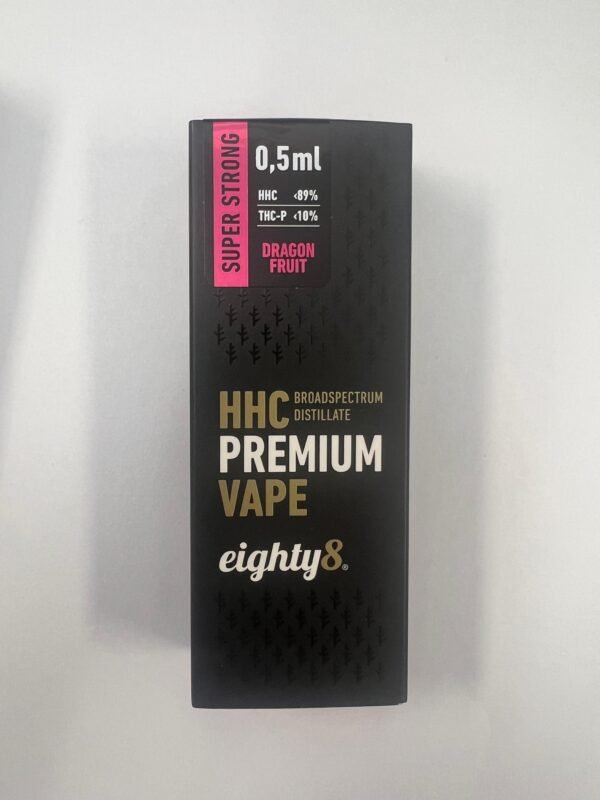 SUPER STRONG
0,5ml
HHC <89%
THC-P <10%
DRAGON
FRUIT
HHC BROADSPECTRUM
DISTILLATE
PREMIUM
VAPE
eighty8®